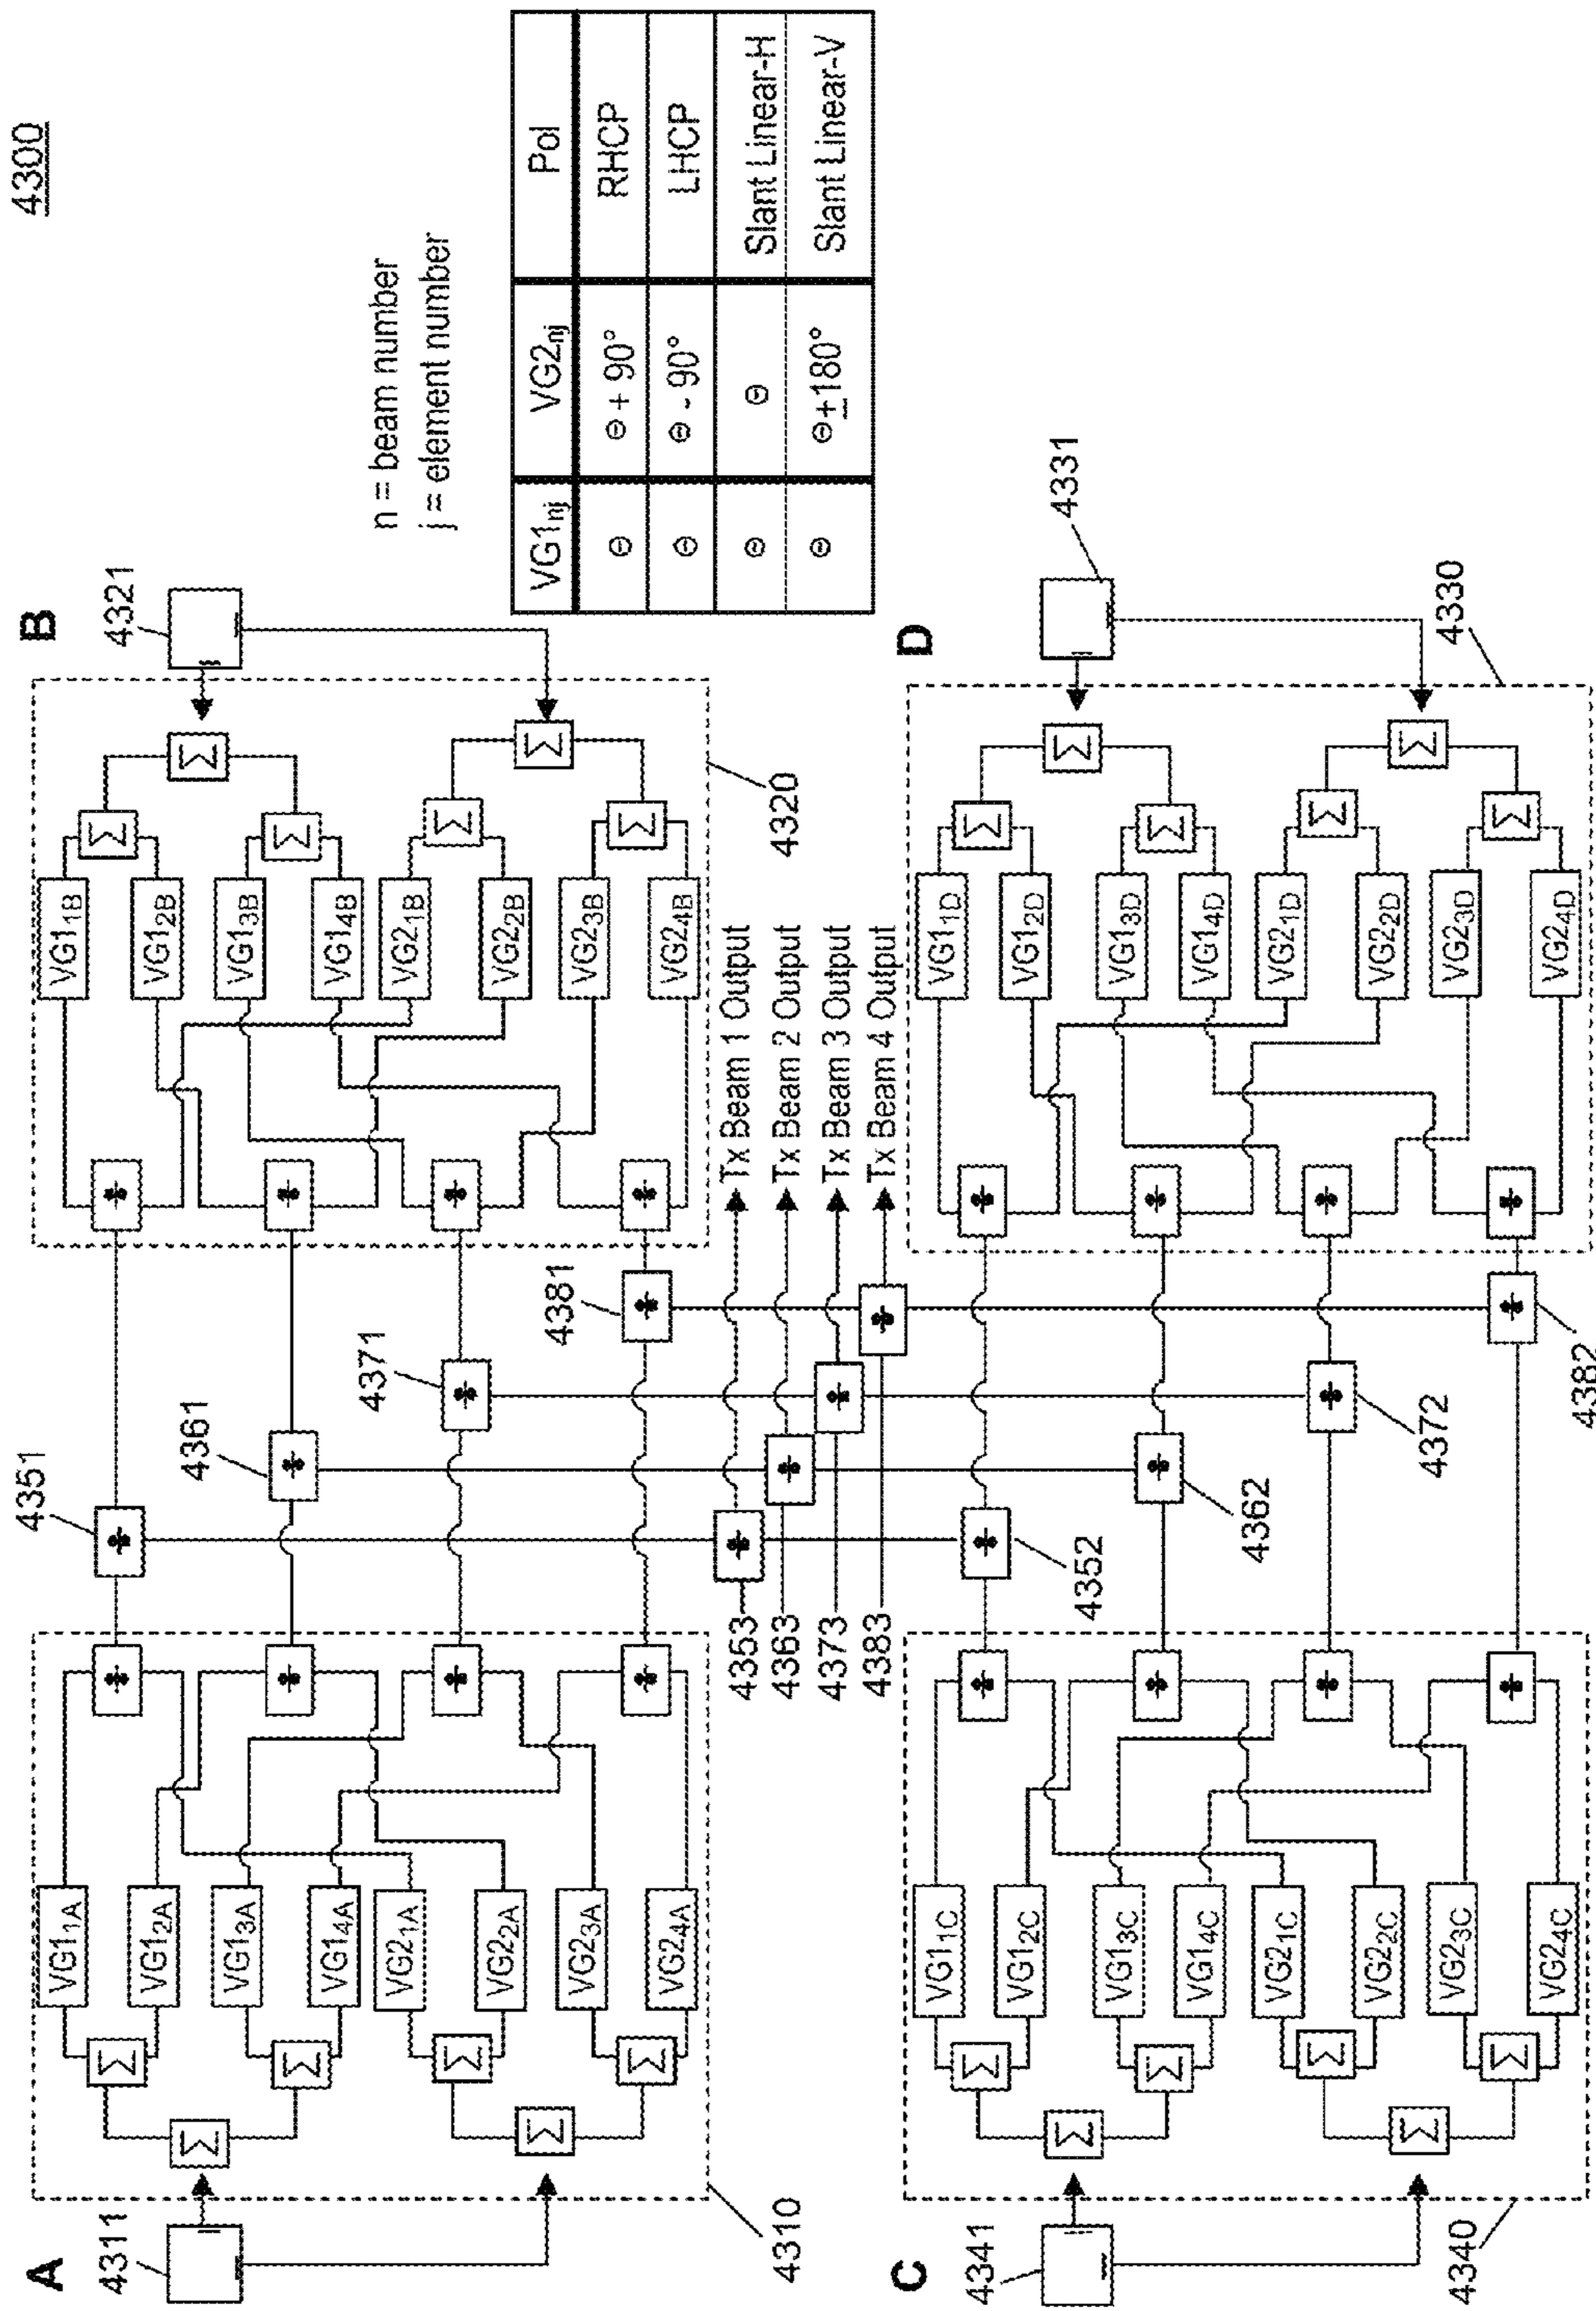 4300
n = beam number
j = element number
VG1nj VG2nj Pol
Θ Θ + 90° RHCP
Θ Θ - 90° LHCP
Θ Θ Slant Linear-H
Θ Θ±180° Slant Linear-V
A
4311
4310
Σ
Σ
Σ
Σ
Σ
Σ
VG11A
VG12A
VG13A
VG14A
VG21A
VG22A
VG23A
VG24A
÷
÷
÷
÷
4351
4361
4371
4381
÷
÷
÷
÷
B
4321
4320
÷
÷
÷
÷
VG11B
VG12B
VG13B
VG14B
VG21B
VG22B
VG23B
VG24B
Σ
Σ
Σ
Σ
Σ
Σ
4353 ÷ Tx Beam 1 Output
4363 ÷ Tx Beam 2 Output
4373 ÷ Tx Beam 3 Output
4383 ÷ Tx Beam 4 Output
C
4341
4340
Σ
Σ
Σ
Σ
Σ
Σ
VG11C
VG12C
VG13C
VG14C
VG21C
VG22C
VG23C
VG24C
÷
÷
÷
÷
4352
4362
4372
4382
÷
÷
÷
÷
D
4331
4330
÷
÷
÷
÷
VG11D
VG12D
VG13D
VG14D
VG21D
VG22D
VG23D
VG24D
Σ
Σ
Σ
Σ
Σ
Σ